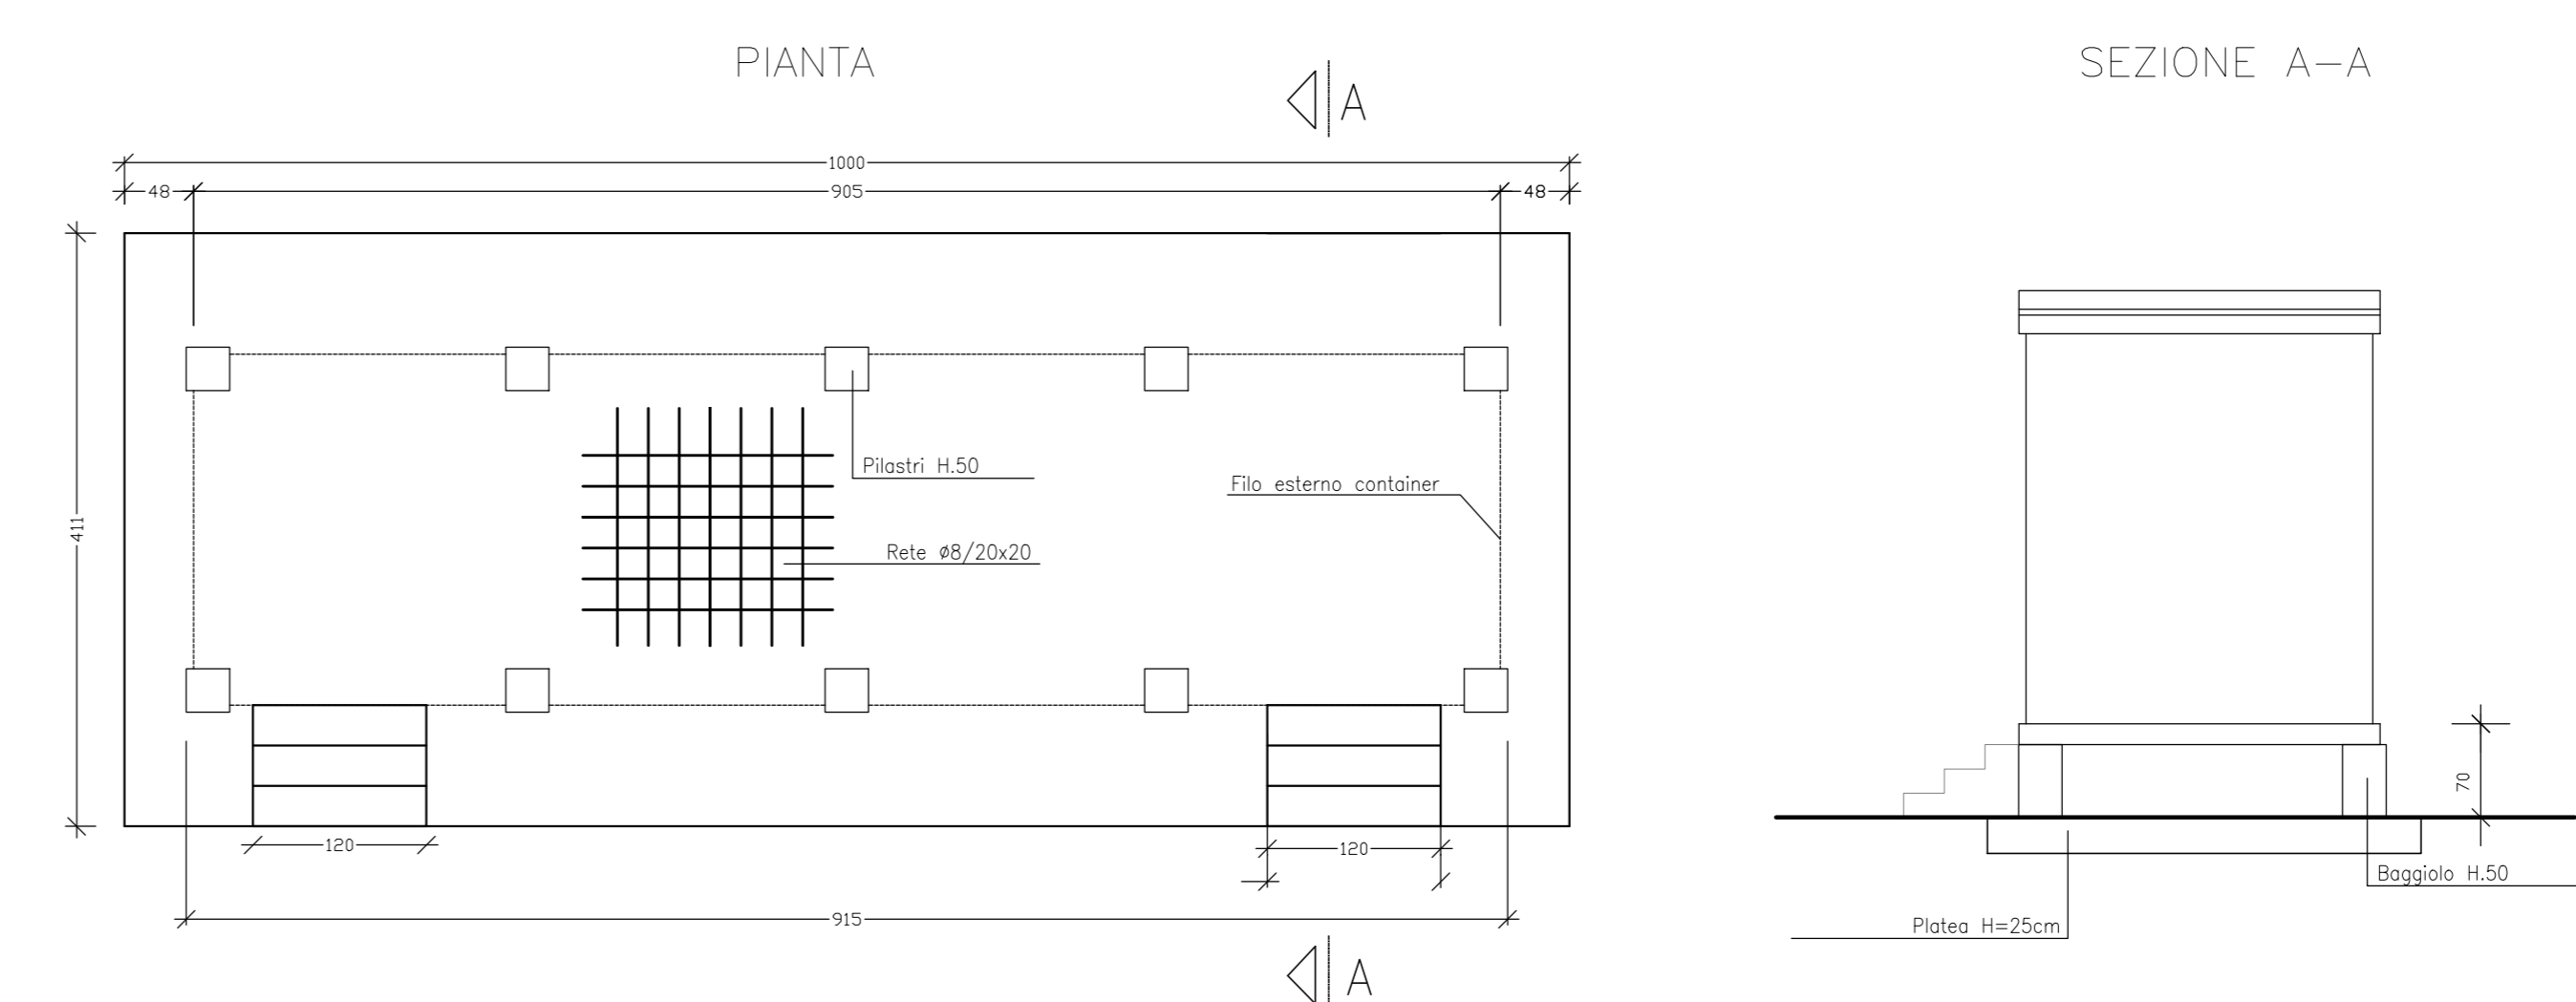 PIANTA
A
SEZIONE A-A
1000
48
905
48
411
Pilastri H.50
Filo esterno container
Rete ø8/20x20
120
120
915
A
70
Baggiolo H.50
Platea H=25cm